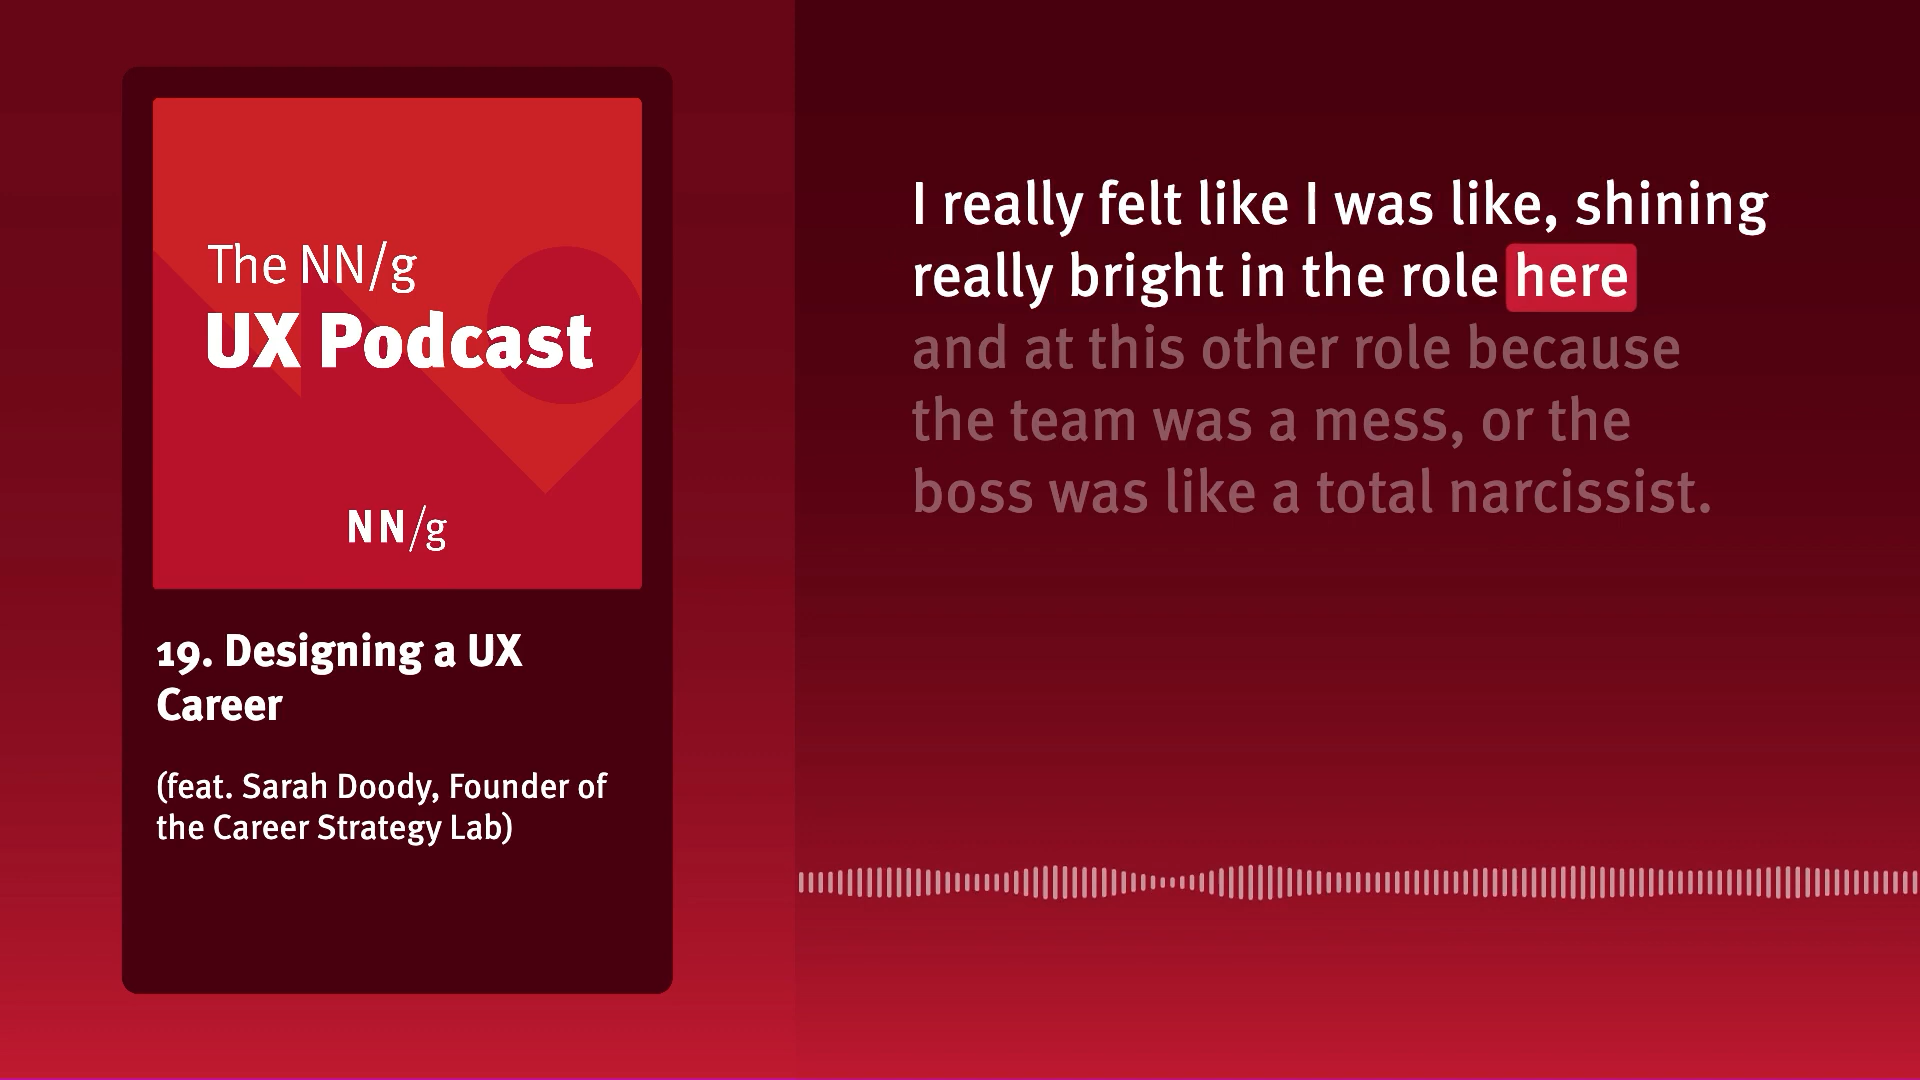 The NN/g
UX Podcast
NN/g
19. Designing a UX
Career
(feat. Sarah Doody, Founder of
the Career Strategy Lab)
I really felt like I was like, shining
really bright in the role here
and at this other role because
the team was a mess, or the
boss was like a total narcissist.